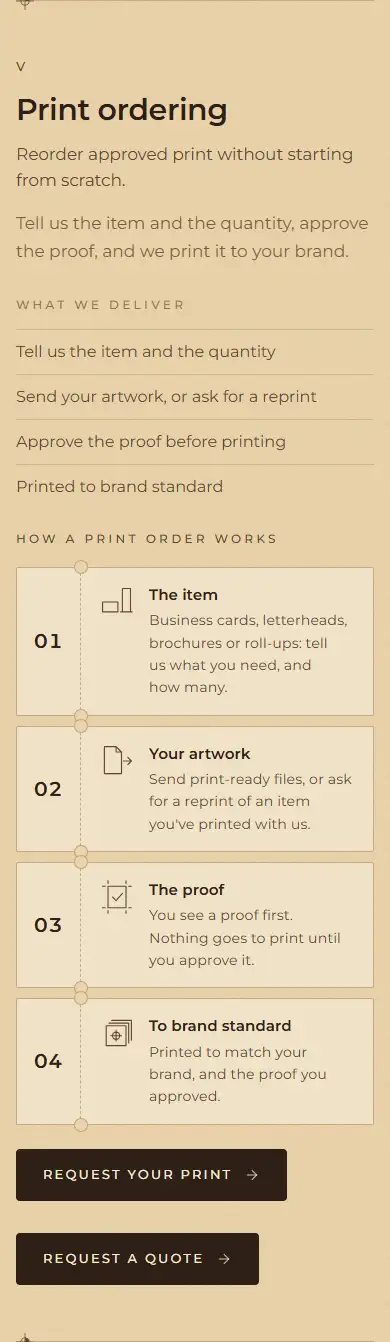 V
Print ordering
Reorder approved print without starting
from scratch.
Tell us the item and the quantity, approve
the proof, and we print it to your brand.
WHAT WE DELIVER
Tell us the item and the quantity
Send your artwork, or ask for a reprint
Approve the proof before printing
Printed to brand standard
HOW A PRINT ORDER WORKS
01
The item
Business cards, letterheads,
brochures or roll-ups: tell
us what you need, and
how many.
02
Your artwork
Send print-ready files, or ask
for a reprint of an item
you've printed with us.
03
The proof
You see a proof first.
Nothing goes to print until
you approve it.
04
To brand standard
Printed to match your
brand, and the proof you
approved.
REQUEST YOUR PRINT →
REQUEST A QUOTE →